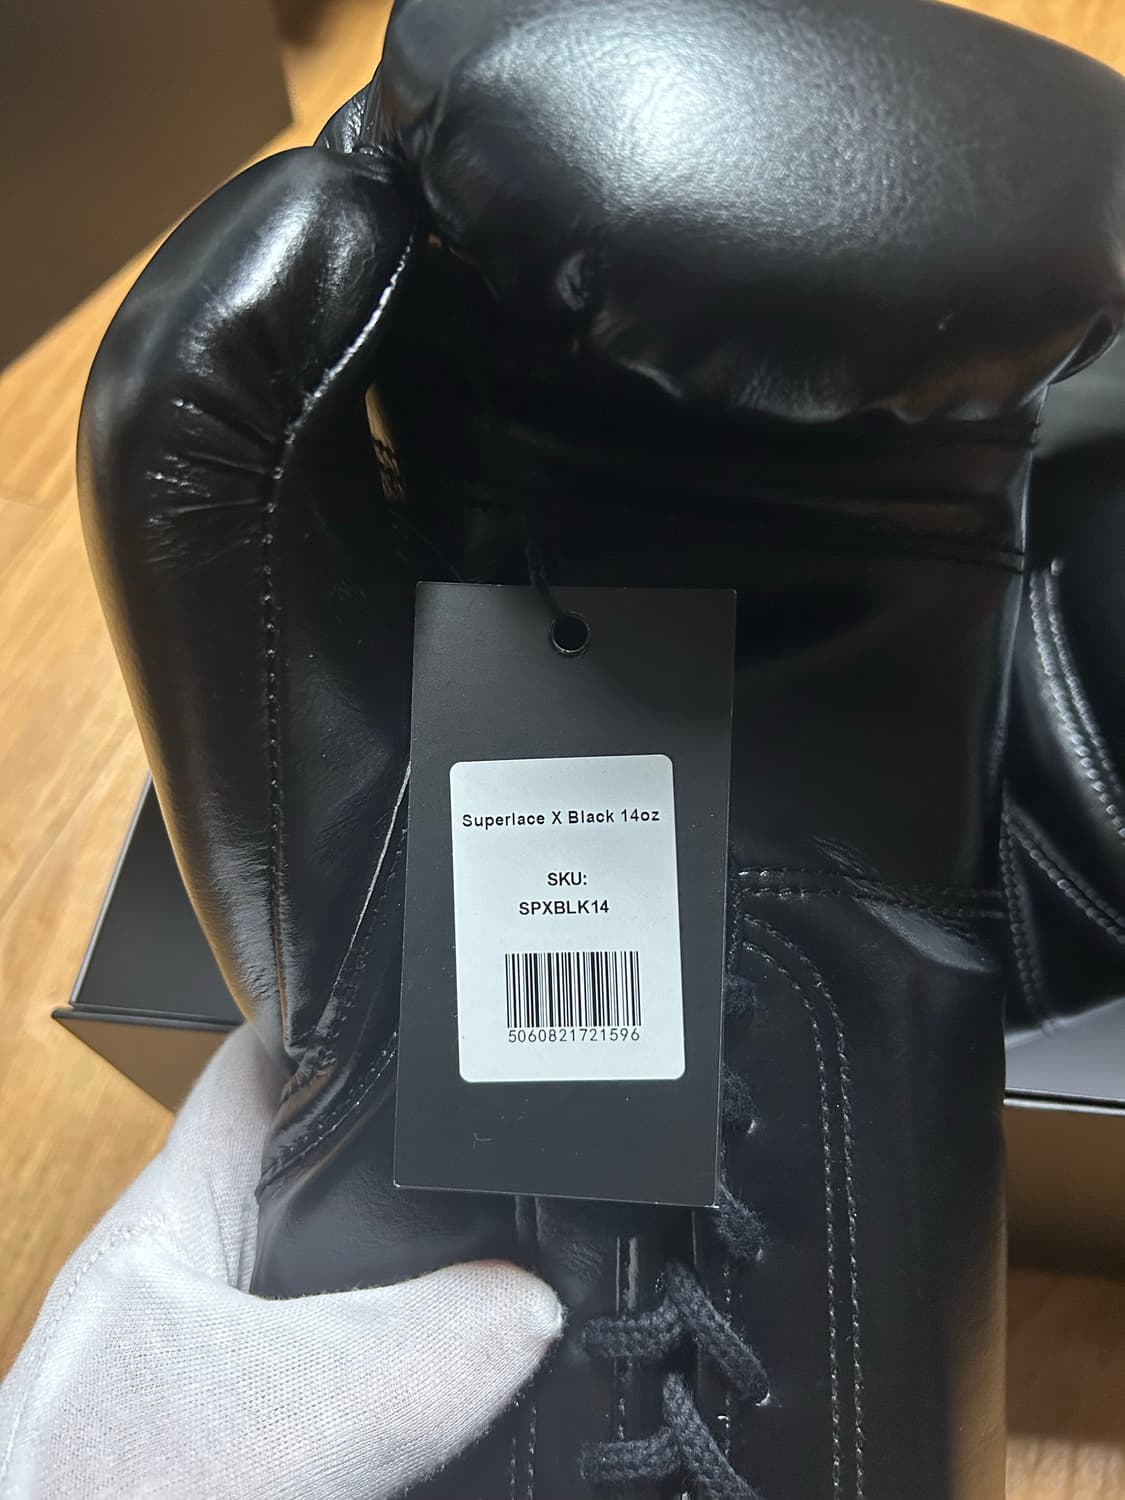 Superlace X Black 14oz
SKU:
SPXBLK14
5060821721596